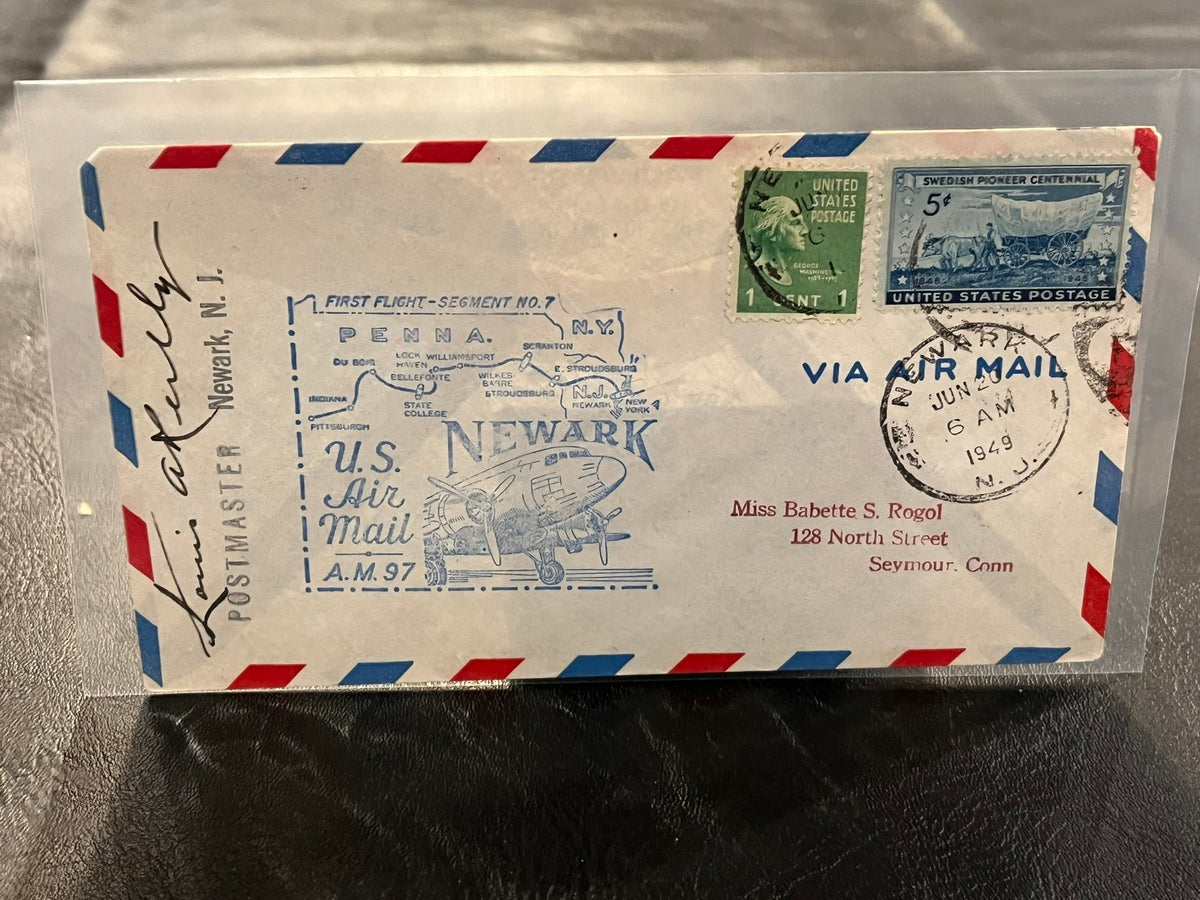 POSTMASTER Newark, N. J.
FIRST FLIGHT-SEGMENT NO. 7
PENNA.
N.Y.
SCRANTON
DU BOIS
LOCK HAVEN
WILLIAMSPORT
BELLEFONTE
WILKES-BARRE
E. STROUDSBURG
STROUDSBURG
N.J.
NEWARK
NEW YORK
INDIANA
STATE COLLEGE
PITTSBURGH
NEWARK
U.S.
Air
Mail
A.M. 97
UNITED
STATES
POSTAGE
GEORGE
1 CENT 1
SWEDISH PIONEER CENTENNIAL
5¢
1848 1948
UNITED STATES POSTAGE
VIA AIR MAIL
NEWARK
JUN 20
6 AM
1949
N. J.
1
Miss Babette S. Rogol
128 North Street
Seymour, Conn